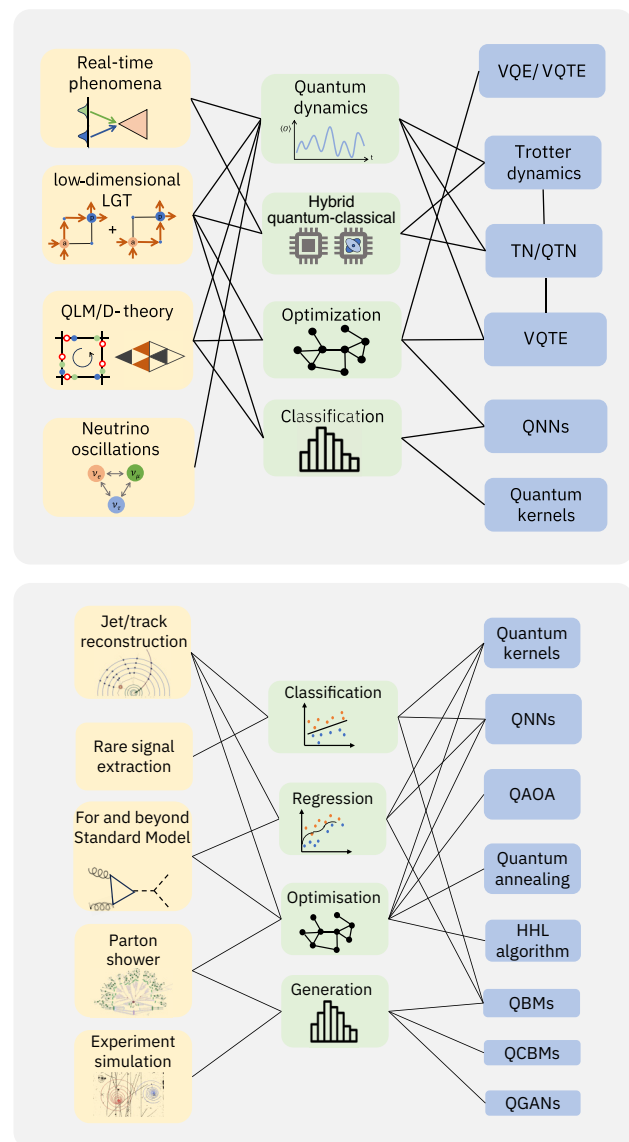 Real-time
phenomena
low-dimensional
LGT
+
QLM/D-theory
Neutrino
oscillations
νe
νμ
ντ
Quantum
dynamics
⟨O⟩
t
Hybrid
quantum-classical
Optimization
Classification
VQE/ VQTE
Trotter
dynamics
TN/QTN
VQTE
QNNs
Quantum
kernels
Jet/track
reconstruction
Rare signal
extraction
For and beyond
Standard Model
Parton
shower
Experiment
simulation
Classification
Regression
Optimisation
Generation
Quantum
kernels
QNNs
QAOA
Quantum
annealing
HHL
algorithm
QBMs
QCBMs
QGANs